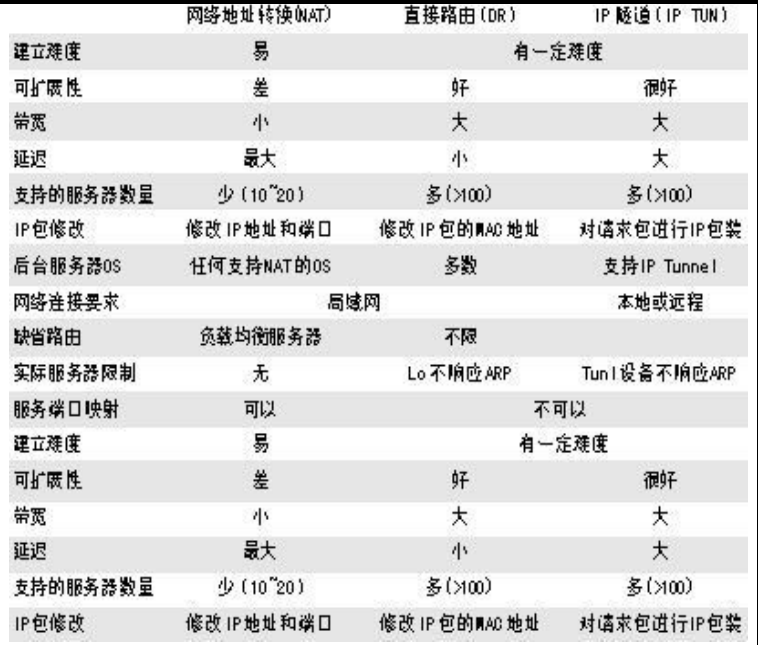 网络地址转换(NAT) 直接路由(DR) IP 隧道(IP TUN)
建立难度 易 有一定难度
可扩展性 差 好 很好
带宽 小 大 大
延迟 最大 小 大
支持的服务器数量 少(10~20) 多(>100) 多(>100)
IP包修改 修改IP地址和端口 修改IP包的MAC地址 对请求包进行IP包装
后台服务器OS 任何支持NAT的OS 多数 支持IP Tunnel
网络连接要求 局域网 本地或远程
缺省路由 负载均衡服务器 不限
实际服务器限制 无 Lo不响应ARP Tunl设备不响应ARP
服务端口映射 可以 不可以
建立难度 易 有一定难度
可扩展性 差 好 很好
带宽 小 大 大
延迟 最大 小 大
支持的服务器数量 少(10~20) 多(>100) 多(>100)
IP包修改 修改IP地址和端口 修改IP包的MAC地址 对请求包进行IP包装